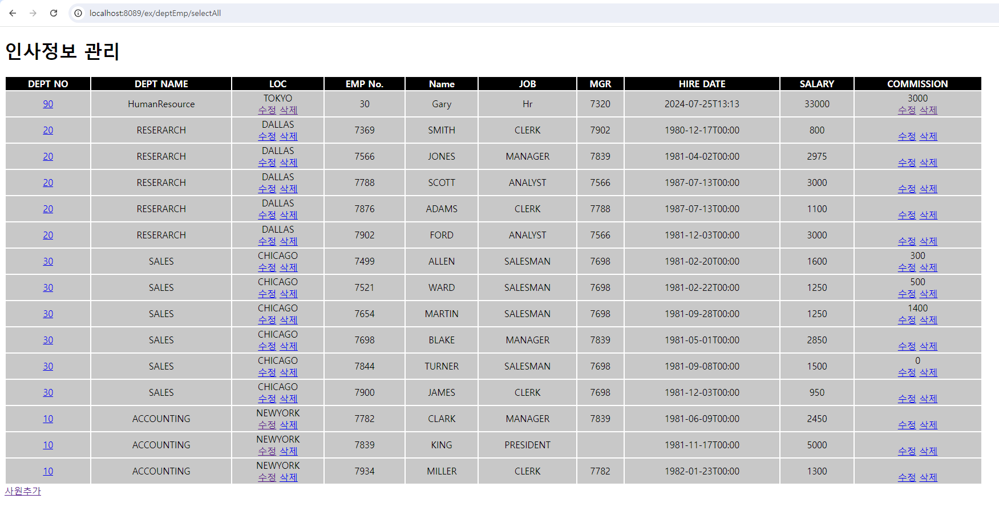 localhost:8089/ex/deptEmp/selectAll
인사정보 관리
DEPT NO DEPT NAME LOC EMP No. Name JOB MGR HIRE DATE SALARY COMMISSION
90 HumanResource TOKYO 수정 삭제 30 Gary Hr 7320 2024-07-25T13:13 33000 3000 수정 삭제
20 RESERARCH DALLAS 수정 삭제 7369 SMITH CLERK 7902 1980-12-17T00:00 800 수정 삭제
20 RESERARCH DALLAS 수정 삭제 7566 JONES MANAGER 7839 1981-04-02T00:00 2975 수정 삭제
20 RESERARCH DALLAS 수정 삭제 7788 SCOTT ANALYST 7566 1987-07-13T00:00 3000 수정 삭제
20 RESERARCH DALLAS 수정 삭제 7876 ADAMS CLERK 7788 1987-07-13T00:00 1100 수정 삭제
20 RESERARCH DALLAS 수정 삭제 7902 FORD ANALYST 7566 1981-12-03T00:00 3000 수정 삭제
30 SALES CHICAGO 수정 삭제 7499 ALLEN SALESMAN 7698 1981-02-20T00:00 1600 300 수정 삭제
30 SALES CHICAGO 수정 삭제 7521 WARD SALESMAN 7698 1981-02-22T00:00 1250 500 수정 삭제
30 SALES CHICAGO 수정 삭제 7654 MARTIN SALESMAN 7698 1981-09-28T00:00 1250 1400 수정 삭제
30 SALES CHICAGO 수정 삭제 7698 BLAKE MANAGER 7839 1981-05-01T00:00 2850 수정 삭제
30 SALES CHICAGO 수정 삭제 7844 TURNER SALESMAN 7698 1981-09-08T00:00 1500 0 수정 삭제
30 SALES CHICAGO 수정 삭제 7900 JAMES CLERK 7698 1981-12-03T00:00 950 수정 삭제
10 ACCOUNTING NEWYORK 수정 삭제 7782 CLARK MANAGER 7839 1981-06-09T00:00 2450 수정 삭제
10 ACCOUNTING NEWYORK 수정 삭제 7839 KING PRESIDENT 1981-11-17T00:00 5000 수정 삭제
10 ACCOUNTING NEWYORK 수정 삭제 7934 MILLER CLERK 7782 1982-01-23T00:00 1300 수정 삭제
사원추가